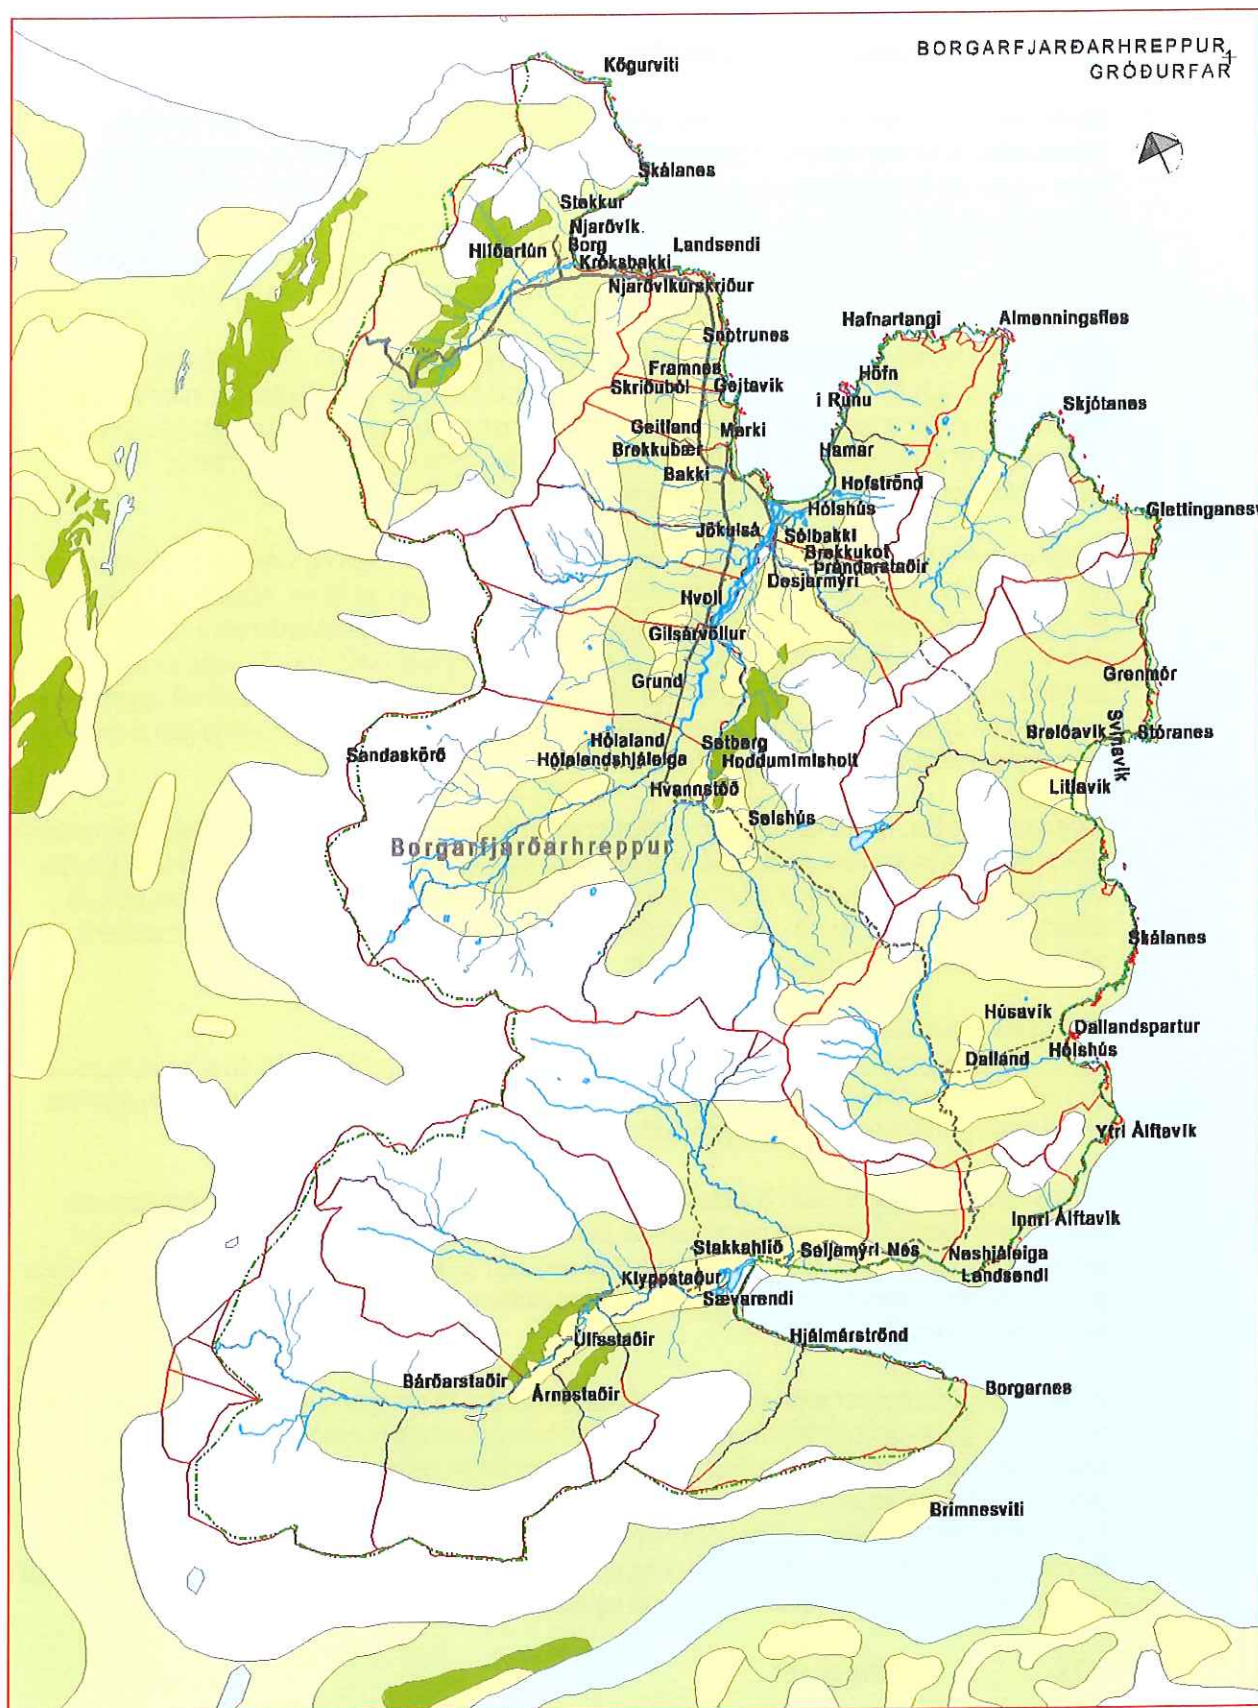 BORGARFJARÐARHREPPUR
GRÓÐURFAR
Kögurviti
Skálanes
Stekkur
Njarðvík.
Borg
Hlíðartún
Króksbakki
Landsendi
Njarðvíkurskriður
Snotrunes
Hafnartangi
Almenningsfles
Framnes
Skriðuból
Geitavík
Höfn
í Runu
Skjótanes
Geitland
Merki
Brekkubær
Bakki
Hamar
Hofströnd
Hólshús
Glettinganesv
Jökulsá
Sólbakki
Brekkukot
Þrándarstaðir
Desjarmýri
Hvoll
Gilsárvöllur
Grund
Grenmór
Breiðavík
Svínavík
Stóranes
Sandaskörð
Hólaland
Hólalandshjáleiga
Setberg
Hoddumimisholt
Hvannstóð
Litlavík
Selshús
Borgarfjarðarhreppur
Skálanes
Húsavík
Dallandspartur
Hólshús
Dalland
Ytri Álftavík
Innri Álftavík
Stakkahlíð
Seljamýri
Nes
Neshjáleiga
Landsendi
Klyppstaður
Sævarendi
Úlfsstaðir
Hjálmárströnd
Bárðarstaðir
Árnastaðir
Borgarnes
Brimnesviti